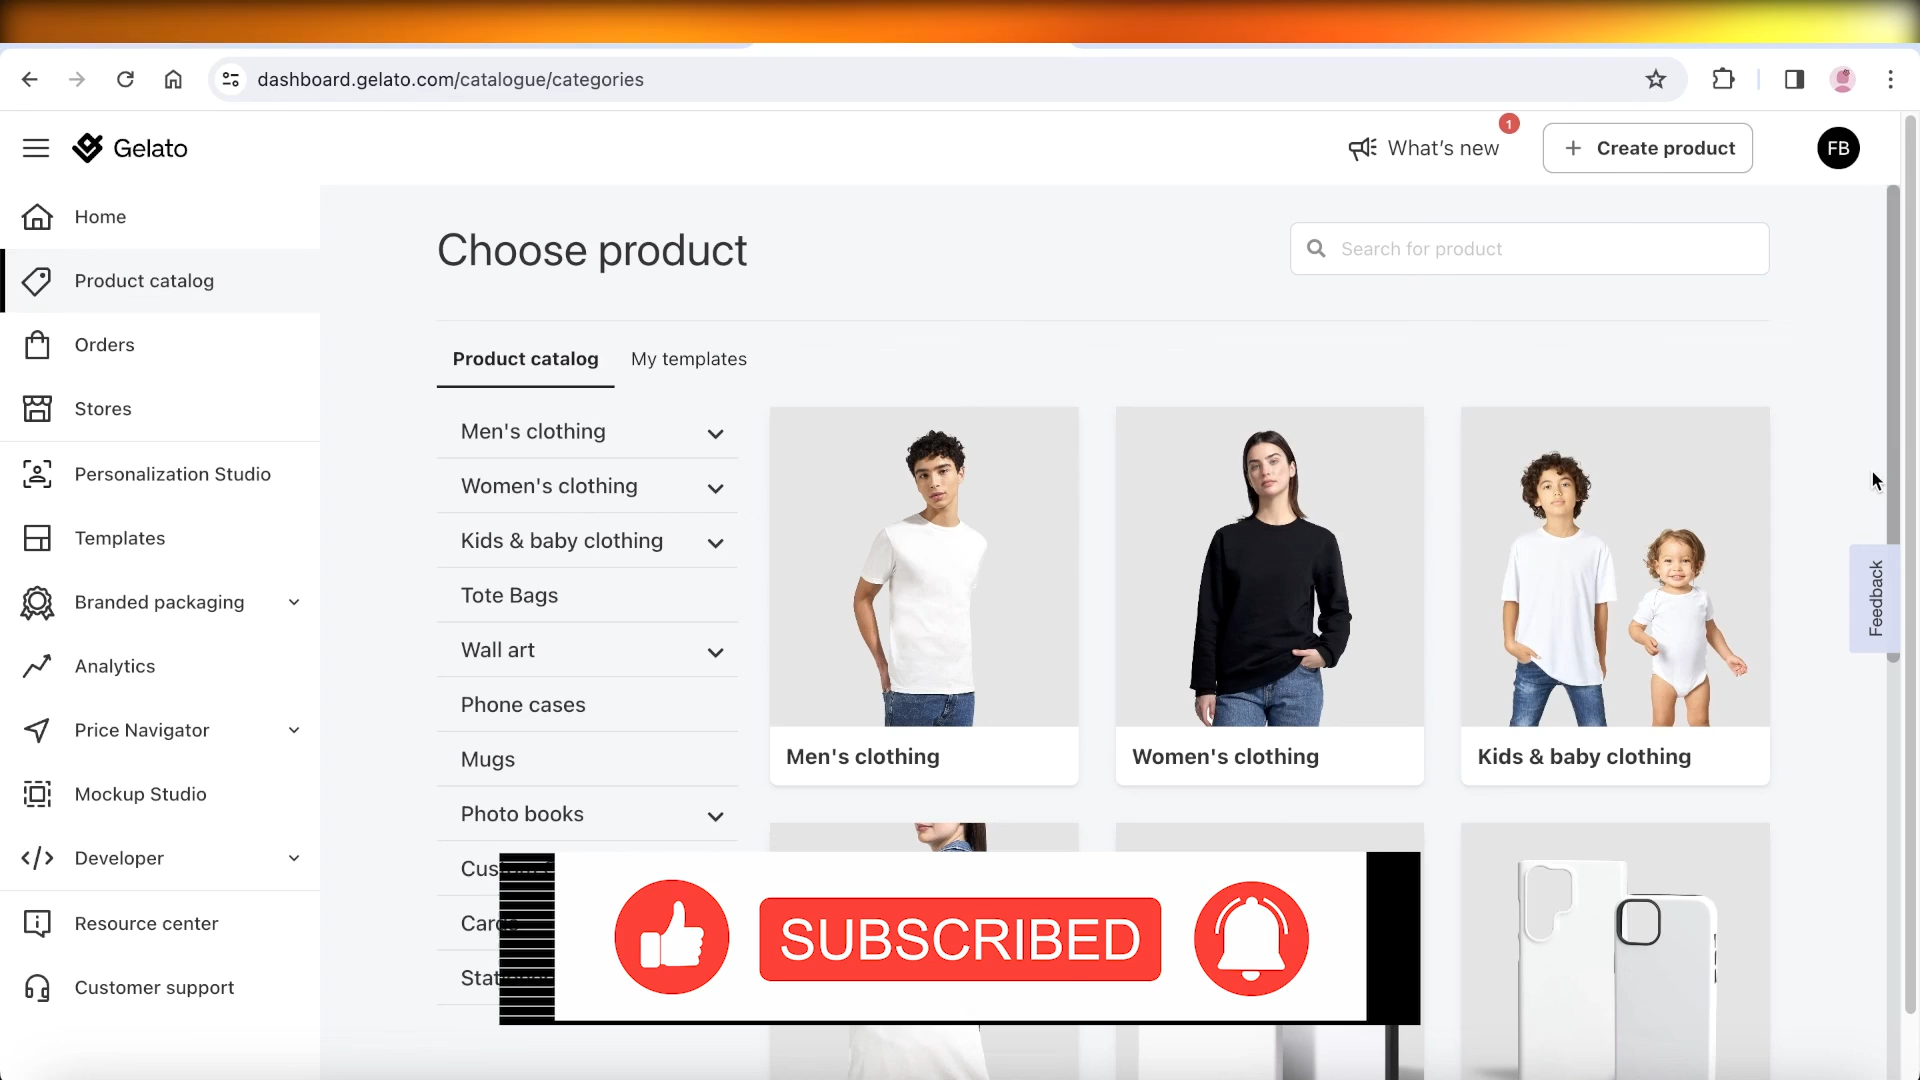 dashboard.gelato.com/catalogue/categories
Gelato
What's new
1
+ Create product
FB
Home
Product catalog
Orders
Stores
Personalization Studio
Templates
Branded packaging
Analytics
Price Navigator
Mockup Studio
Developer
Resource center
Customer support
Choose product
Search for product
Product catalog
My templates
Men's clothing
Women's clothing
Kids & baby clothing
Tote Bags
Wall art
Phone cases
Mugs
Photo books
Men's clothing
Women's clothing
Kids & baby clothing
Feedback
SUBSCRIBED